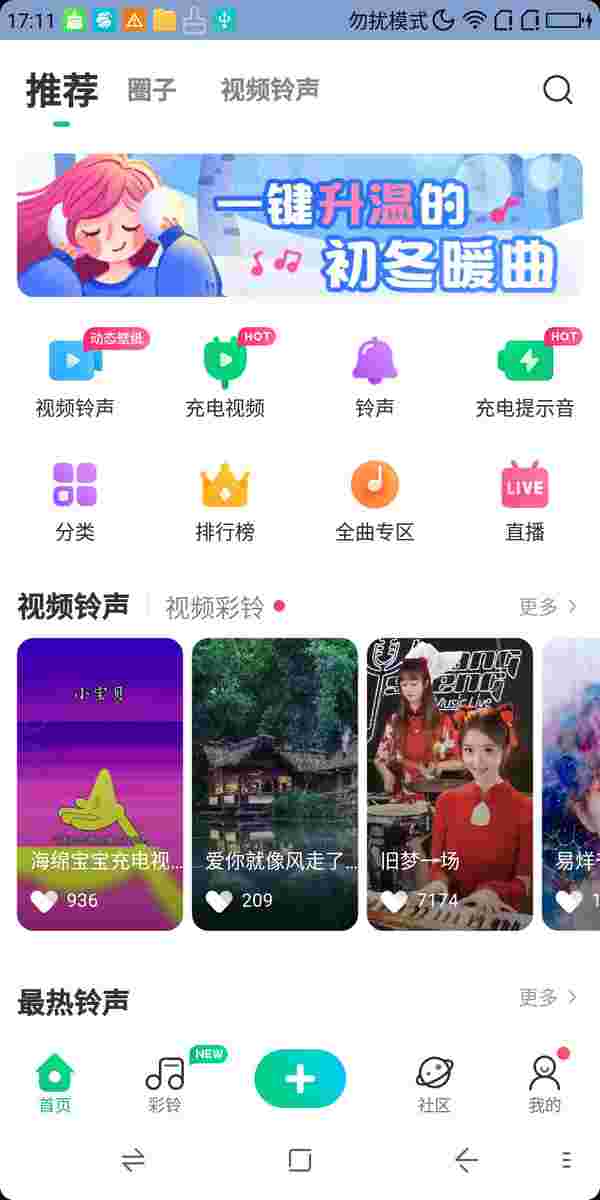 17:11 勿扰模式
推荐 圈子 视频铃声
一键升温的
初冬暖曲
动态壁纸 HOT HOT
视频铃声 充电视频 铃声 充电提示音
LIVE
分类 排行榜 全曲专区 直播
视频铃声 视频彩铃 更多
小宝贝
Music Live
海绵宝宝充电视... 爱你就像风走了... 旧梦一场 易烊
936 209 7174 1
最热铃声 更多
NEW
首页 彩铃 社区 我的